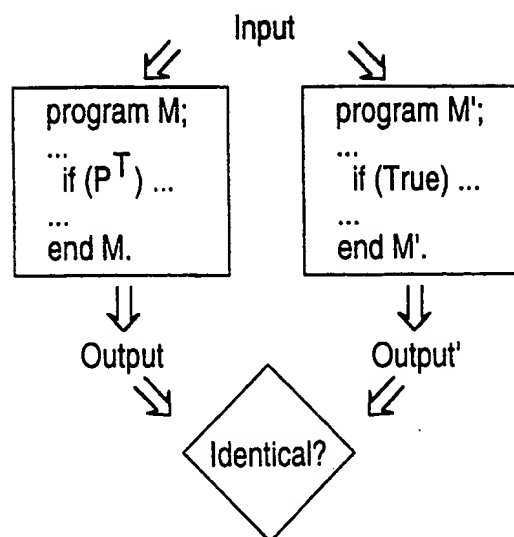 Input
program M;
...
if (P^T) ...
...
end M.
program M';
...
if (True) ...
...
end M'.
Output
Output'
Identical?